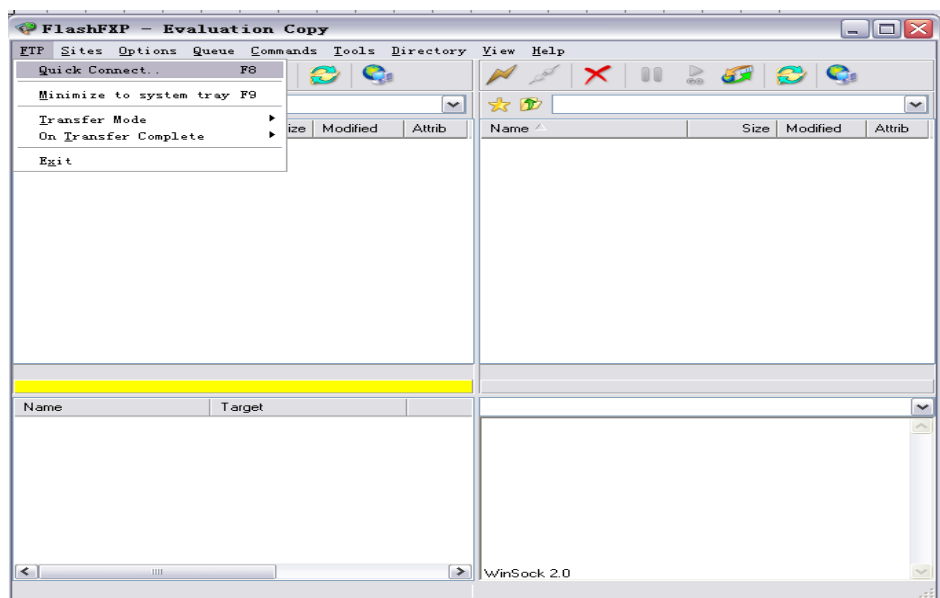 FlashFXP - Evaluation Copy
FTP Sites Options Queue Commands Tools Directory View Help
Quick Connect.. F8
Minimize to system tray F9
Transfer Mode
On Transfer Complete
Exit
ize Modified Attrib
Name Size Modified Attrib
Name Target
WinSock 2.0